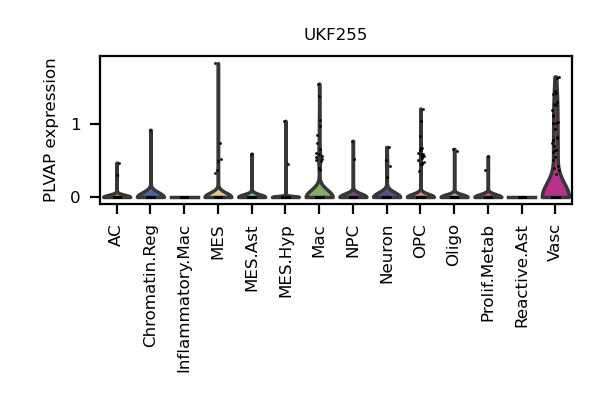 UKF255
PLVAP expression
1
0
AC
Chromatin.Reg
Inflammatory.Mac
MES
MES.Ast
MES.Hyp
Mac
NPC
Neuron
OPC
Oligo
Prolif.Metab
Reactive.Ast
Vasc